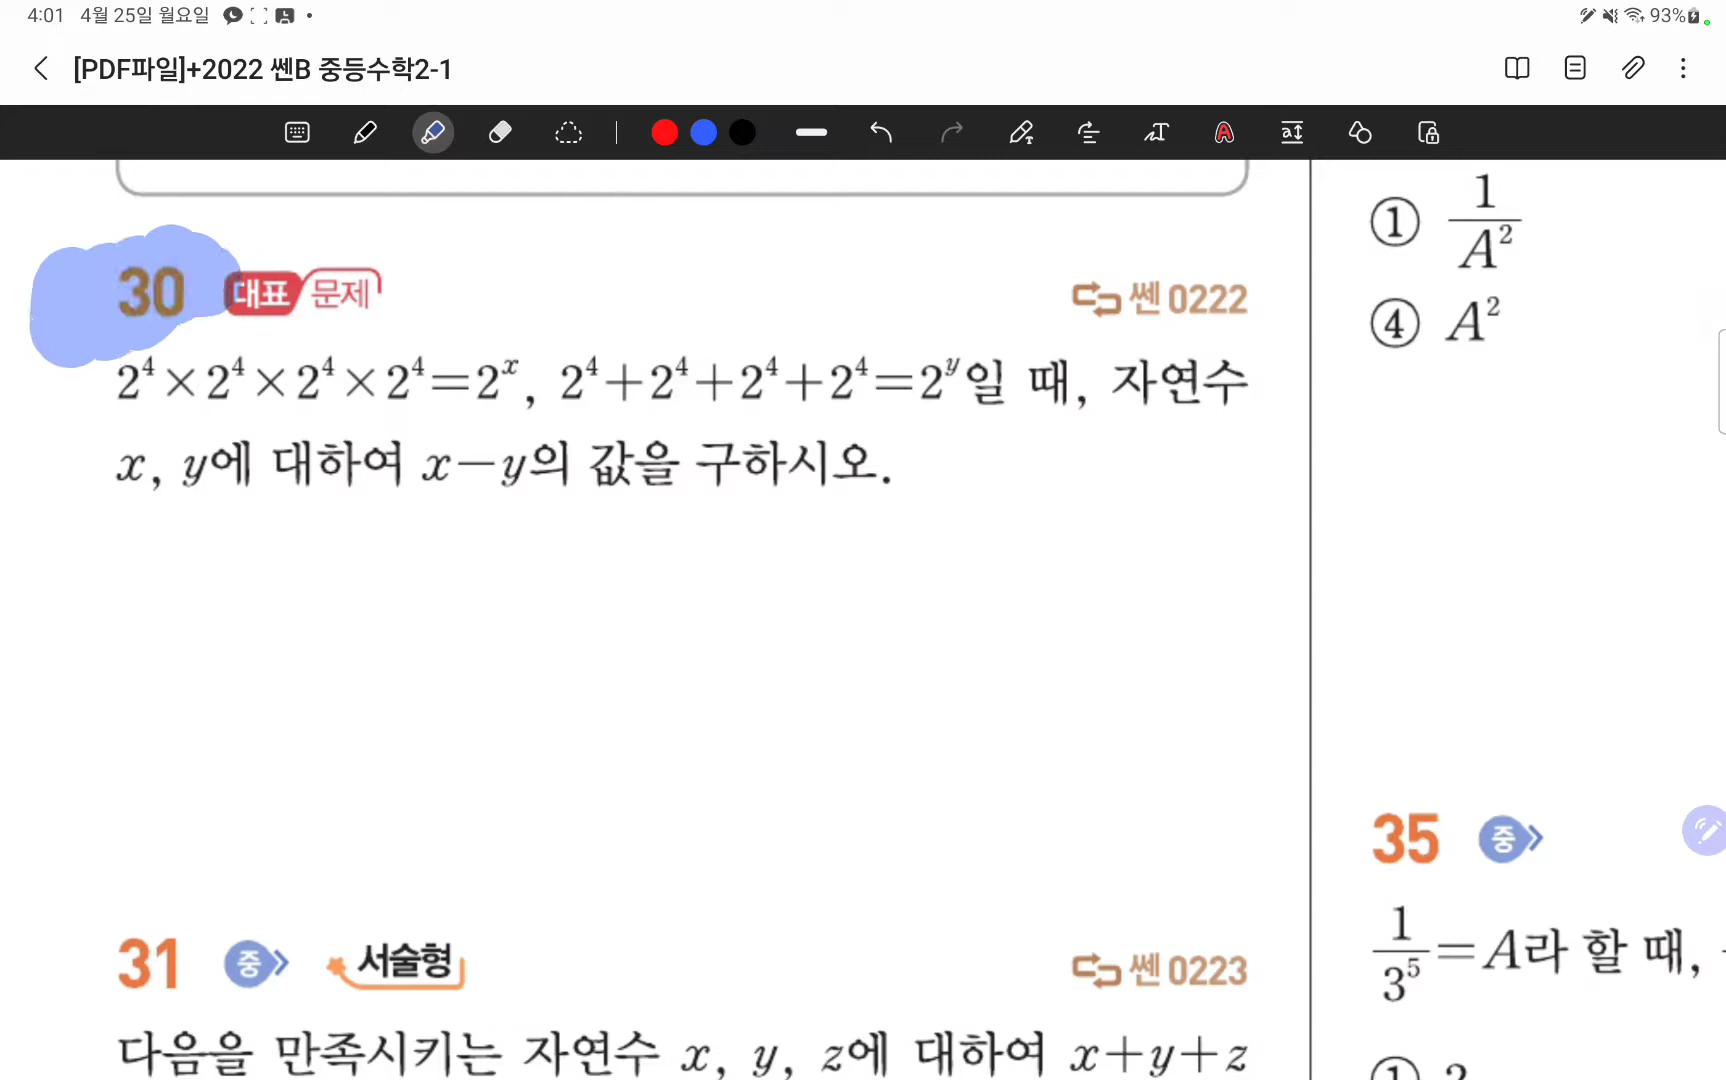 4:01 4월 25일 월요일
93%
[PDF파일]+2022 쎈B 중등수학2-1
30 대표 문제 쎈 0222
2⁴×2⁴×2⁴×2⁴=2ˣ, 2⁴+2⁴+2⁴+2⁴=2ʸ일 때, 자연수
x, y에 대하여 x−y의 값을 구하시오.
31 중 서술형 쎈 0223
다음을 만족시키는 자연수 x, y, z에 대하여 x+y+z
① 1/A²
④ A²
35 중
1/3⁵=A라 할 때,